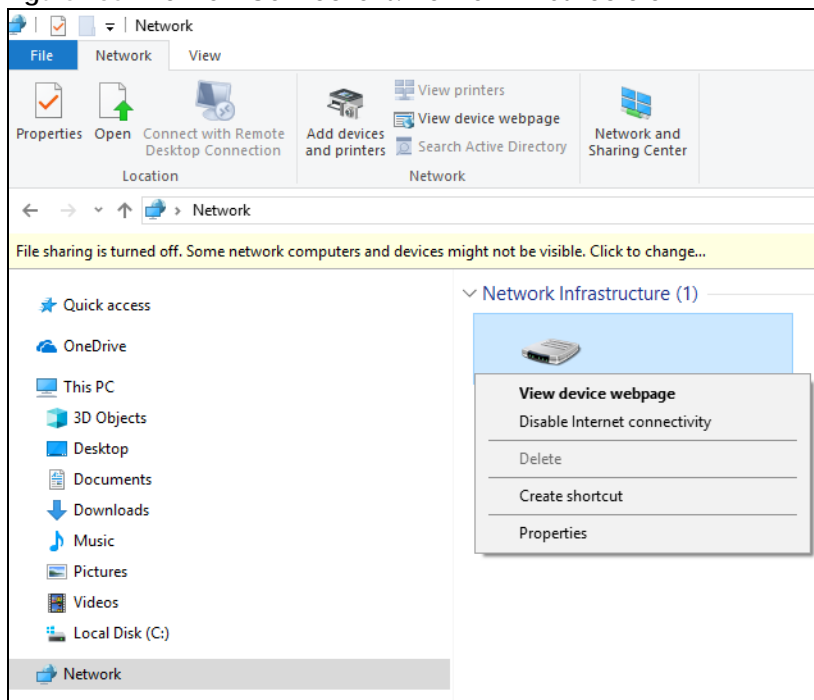 Network
File Network View
Properties Open Connect with Remote Desktop Connection
Location
Add devices and printers
View printers
View device webpage
Search Active Directory
Network
Network and Sharing Center
Network
File sharing is turned off. Some network computers and devices might not be visible. Click to change...
Quick access
OneDrive
This PC
3D Objects
Desktop
Documents
Downloads
Music
Pictures
Videos
Local Disk (C:)
Network
Network Infrastructure (1)
View device webpage
Disable Internet connectivity
Delete
Create shortcut
Properties